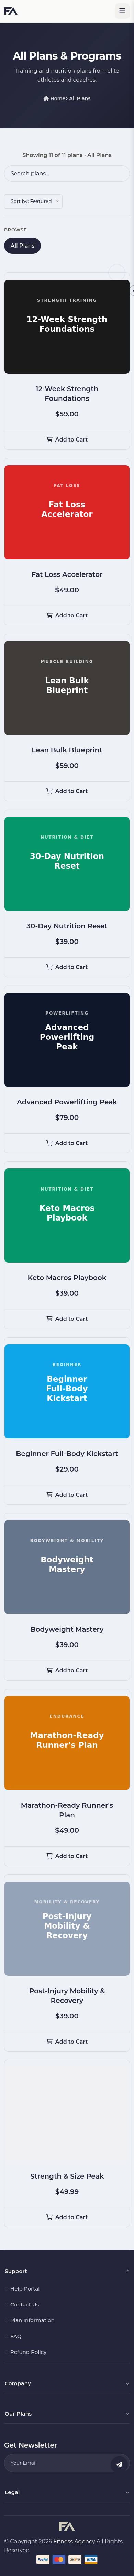 FA
All Plans & Programs
Training and nutrition plans from elite
athletes and coaches.
Home> All Plans
Showing 11 of 11 plans - All Plans
Search plans...
Sort by: Featured
BROWSE
All Plans
STRENGTH TRAINING
12-Week Strength
Foundations
12-Week Strength
Foundations
$59.00
Add to Cart
FAT LOSS
Fat Loss
Accelerator
Fat Loss Accelerator
$49.00
Add to Cart
MUSCLE BUILDING
Lean Bulk
Blueprint
Lean Bulk Blueprint
$59.00
Add to Cart
NUTRITION & DIET
30-Day Nutrition
Reset
30-Day Nutrition Reset
$39.00
Add to Cart
POWERLIFTING
Advanced
Powerlifting
Peak
Advanced Powerlifting Peak
$79.00
Add to Cart
NUTRITION & DIET
Keto Macros
Playbook
Keto Macros Playbook
$39.00
Add to Cart
BEGINNER
Beginner
Full-Body
Kickstart
Beginner Full-Body Kickstart
$29.00
Add to Cart
BODYWEIGHT & MOBILITY
Bodyweight
Mastery
Bodyweight Mastery
$39.00
Add to Cart
ENDURANCE
Marathon-Ready
Runner's Plan
Marathon-Ready Runner's
Plan
$49.00
Add to Cart
MOBILITY & RECOVERY
Post-Injury
Mobility &
Recovery
Post-Injury Mobility &
Recovery
$39.00
Add to Cart
Strength & Size Peak
$49.99
Add to Cart
Support
Help Portal
Contact Us
Plan Information
FAQ
Refund Policy
Company
Our Plans
Get Newsletter
Your Email
Legal
FA
© Copyright 2026 Fitness Agency All Rights
Reserved